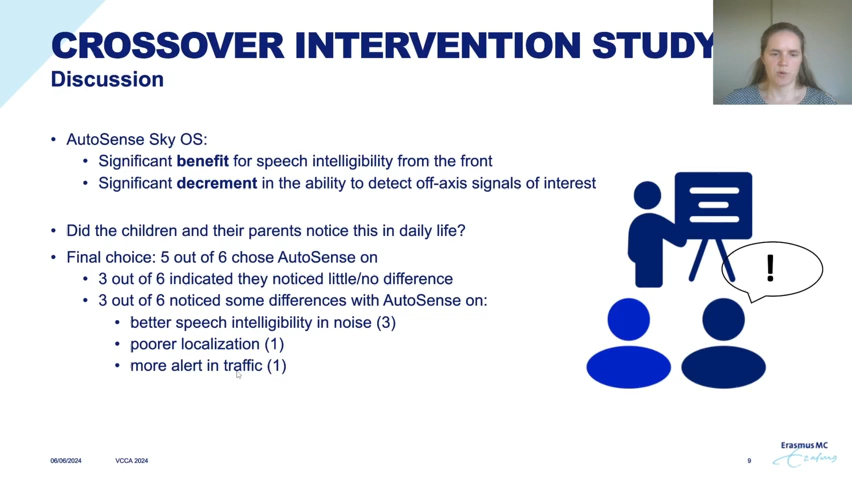 CROSSOVER INTERVENTION STUDY
Discussion
• AutoSense Sky OS:
• Significant benefit for speech intelligibility from the front
• Significant decrement in the ability to detect off-axis signals of interest
• Did the children and their parents notice this in daily life?
• Final choice: 5 out of 6 chose AutoSense on
• 3 out of 6 indicated they noticed little/no difference
• 3 out of 6 noticed some differences with AutoSense on:
• better speech intelligibility in noise (3)
• poorer localization (1)
• more alert in traffic (1)
!
06/06/2024
VCCA 2024
9
Erasmus MC
Erasmus